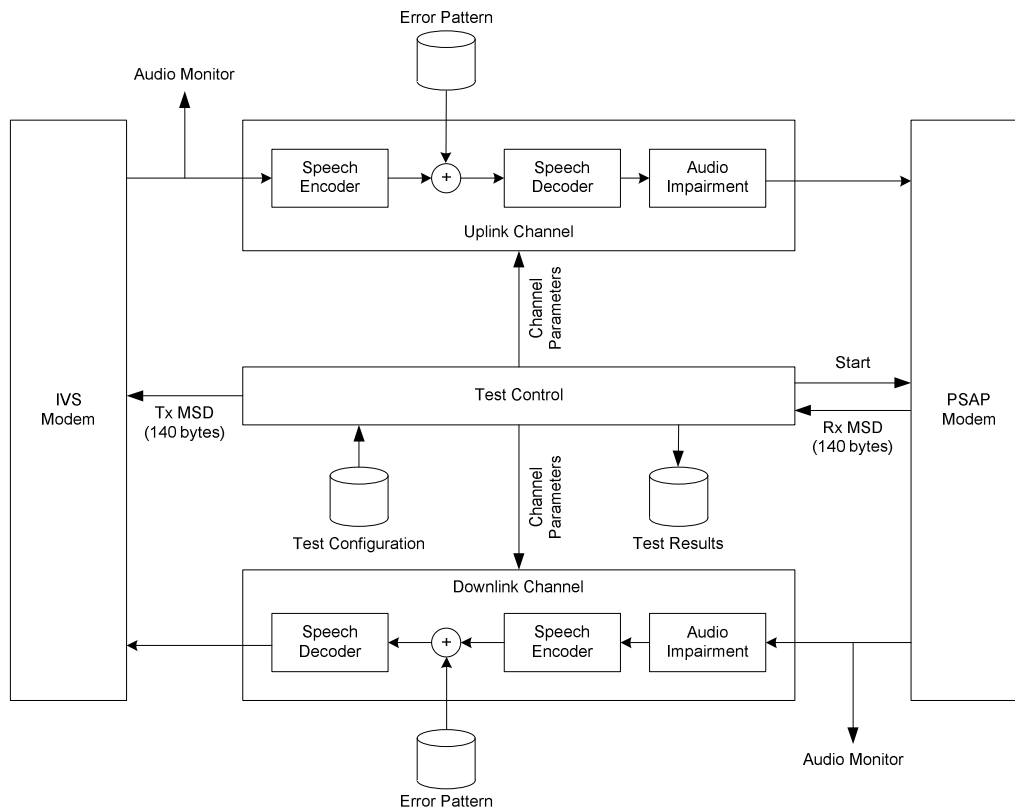 Error Pattern
Audio Monitor
Speech
Encoder
+
Speech
Decoder
Audio
Impairment
Uplink Channel
Channel
Parameters
IVS
Modem
Tx MSD
(140 bytes)
Test Control
Start
Rx MSD
(140 bytes)
PSAP
Modem
Test Configuration
Channel
Parameters
Test Results
Downlink Channel
Speech
Decoder
+
Speech
Encoder
Audio
Impairment
Audio Monitor
Error Pattern